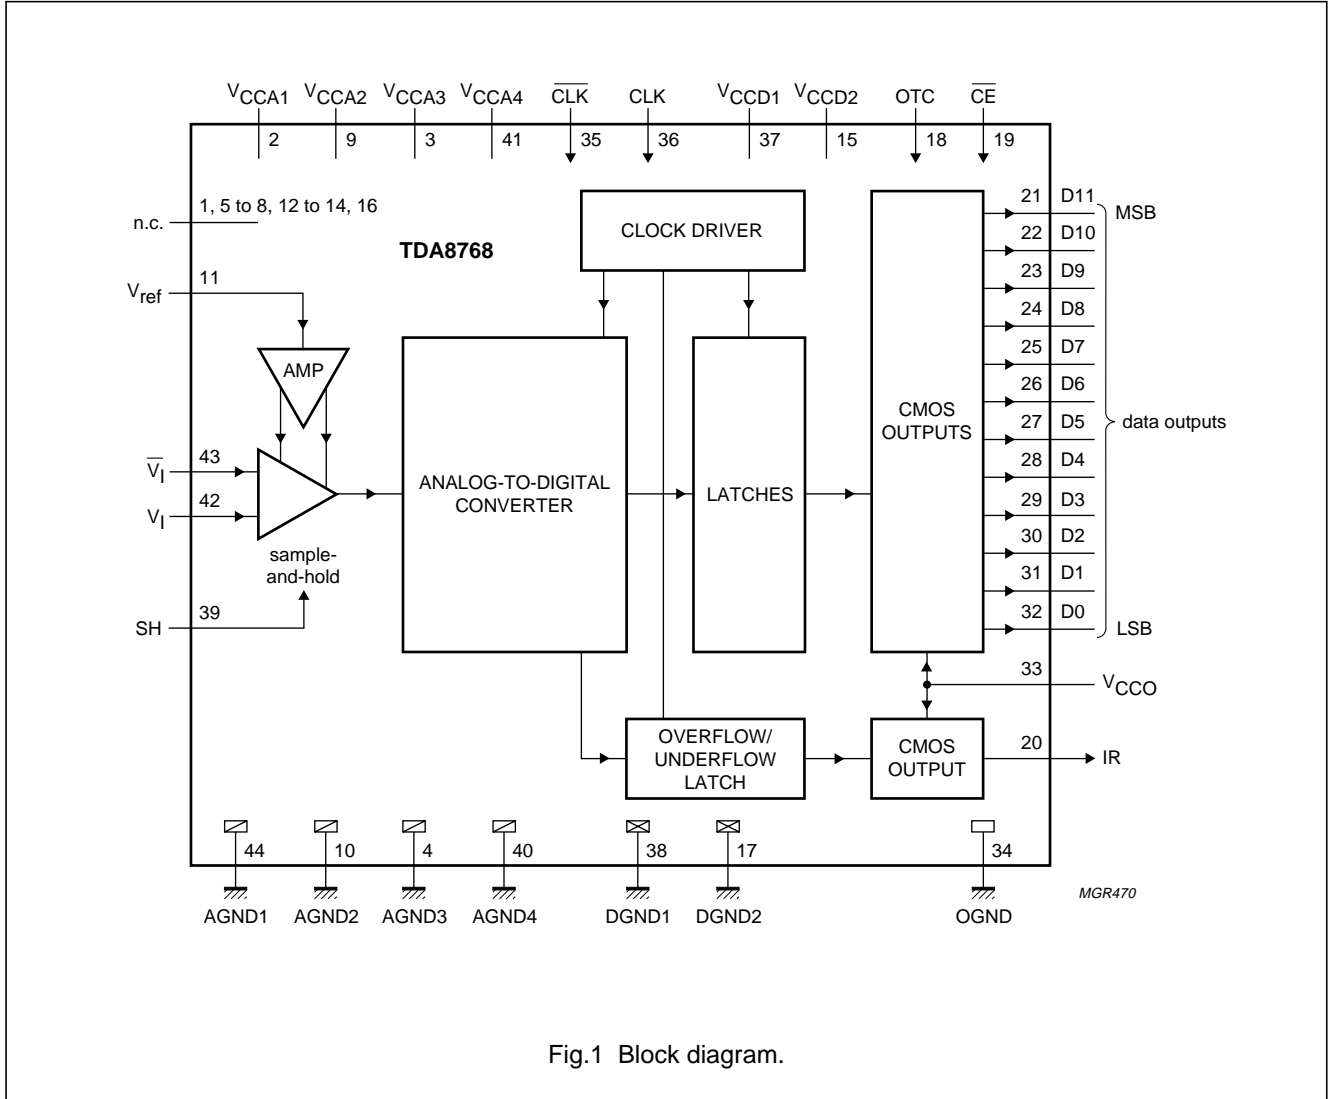 VCCA1 VCCA2 VCCA3 VCCA4 CLK CLK VCCD1 VCCD2 OTC CE
2 9 3 41 35 36 37 15 18 19
n.c. 1, 5 to 8, 12 to 14, 16
TDA8768
CLOCK DRIVER
21 D11 MSB
22 D10
23 D9
24 D8
25 D7
26 D6
27 D5
28 D4
29 D3
30 D2
31 D1
32 D0 LSB
data outputs
Vref 11
AMP
VI 43
VI 42
sample-
and-hold
SH 39
ANALOG-TO-DIGITAL
CONVERTER
LATCHES
CMOS
OUTPUTS
33 VCCO
OVERFLOW/
UNDERFLOW
LATCH
CMOS
OUTPUT
20 IR
44 10 4 40 38 17 34
AGND1 AGND2 AGND3 AGND4 DGND1 DGND2 OGND
MGR470
Fig.1 Block diagram.